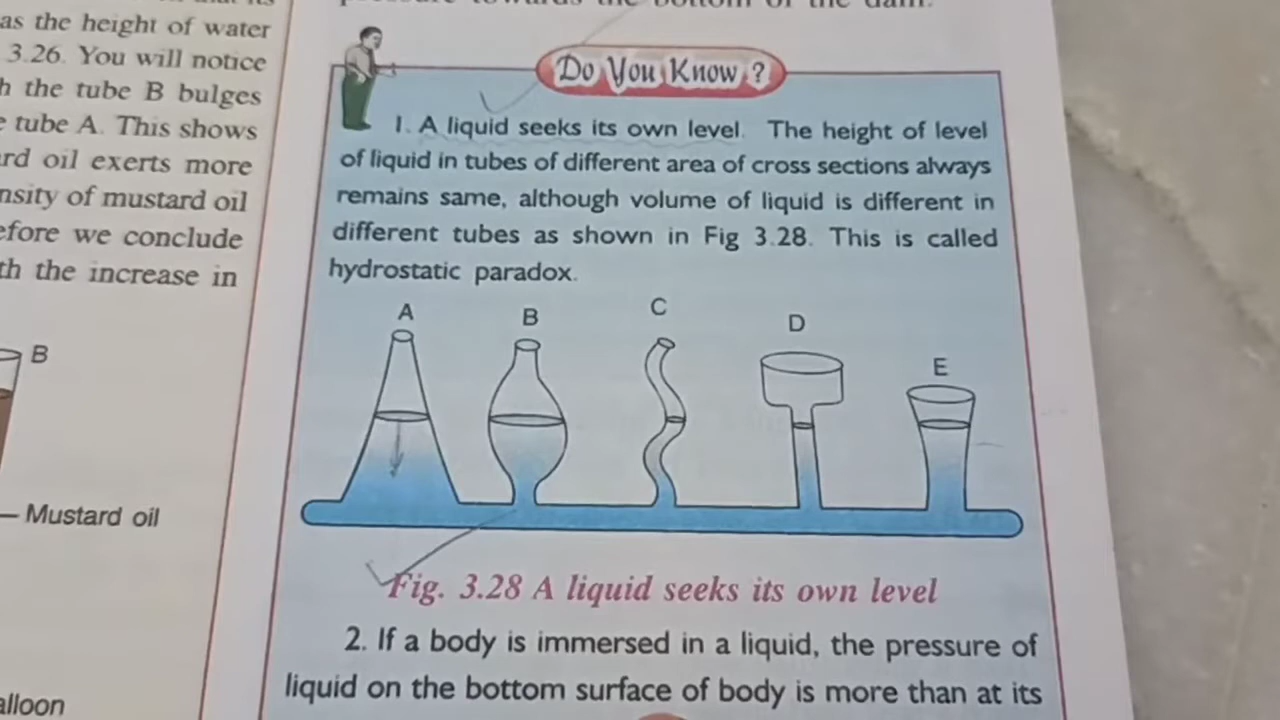 as the height of water
3.26. You will notice
the tube B bulges
tube A. This shows
oil exerts more
of mustard oil
we conclude
the increase in
B
Mustard oil
bottom of the dam.
Do You Know ?
1. A liquid seeks its own level. The height of level
of liquid in tubes of different area of cross sections always
remains same, although volume of liquid is different in
different tubes as shown in Fig 3.28. This is called
hydrostatic paradox.
A
B
C
D
E
Fig. 3.28 A liquid seeks its own level
2. If a body is immersed in a liquid, the pressure of
liquid on the bottom surface of body is more than at its